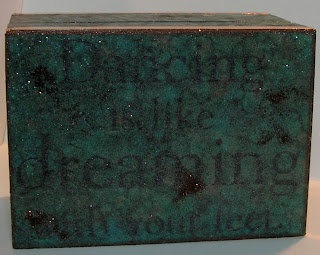 Dancing
is like
dreaming
with your feet